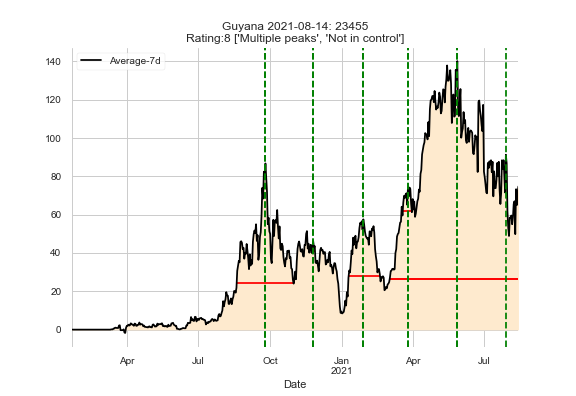 Guyana 2021-08-14: 23455
Rating:8 ['Multiple peaks', 'Not in control']
Average-7d
140
120
100
80
60
40
20
0
Apr Jul Oct Jan Apr Jul
2021
Date